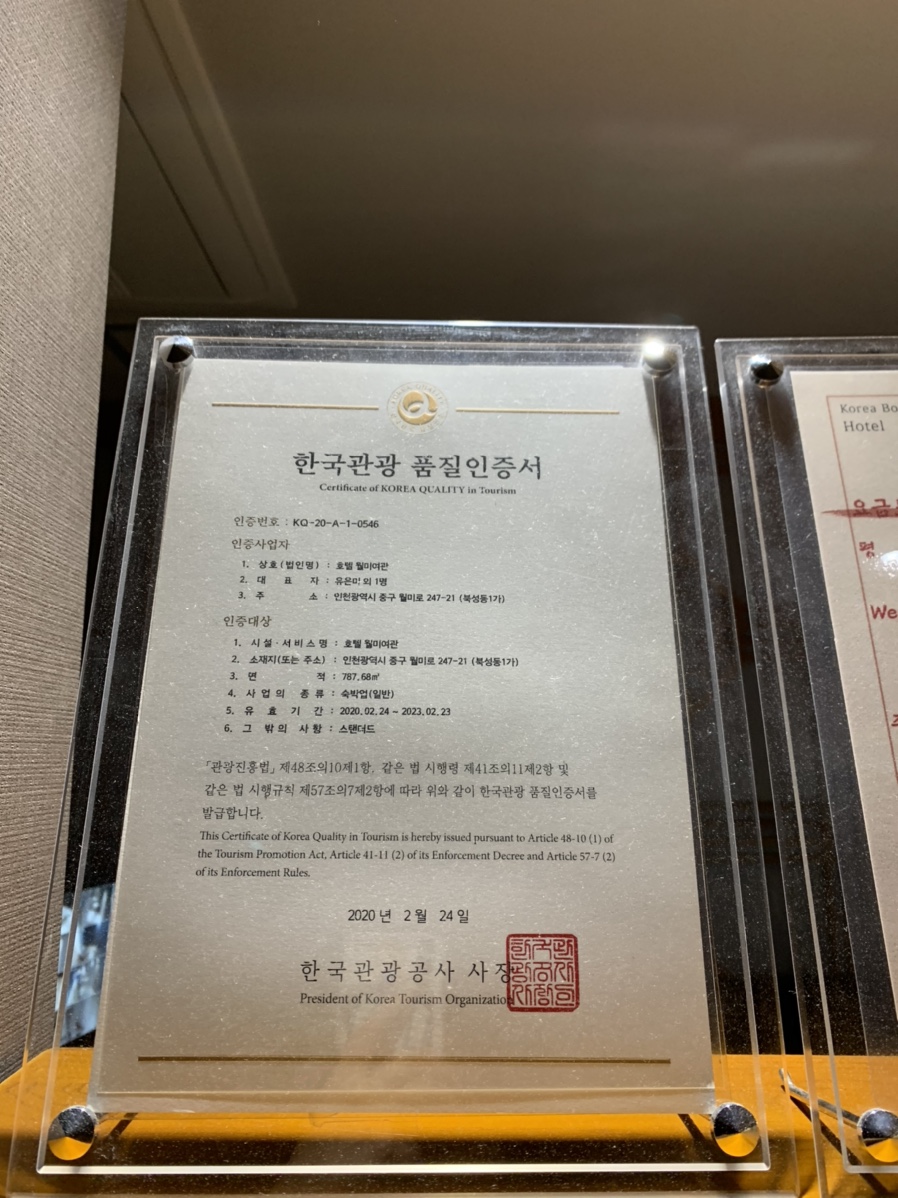 한국관광 품질인증서
Certificate of KOREA QUALITY in Tourism
인증번호 : KQ-20-A-1-0546
인증사업자
1. 상호(법인명) : 호텔 월미여관
2. 대 표 자 : 유은미 외 1명
3. 주 소 : 인천광역시 중구 월미로 247-21 (북성동1가)
인증대상
1. 시설·서비스명 : 호텔 월미여관
2. 소재지(또는 주소) : 인천광역시 중구 월미로 247-21 (북성동1가)
3. 면 적 : 787.68㎡
4. 사업의 종류 : 숙박업(일반)
5. 유 효 기 간 : 2020.02.24 ~ 2023.02.23
6. 그 밖의 사항 : 스탠더드
「관광진흥법」 제48조의10제1항, 같은 법 시행령 제41조의11제2항 및
같은 법 시행규칙 제57조의7제2항에 따라 위와 같이 한국관광 품질인증서를
발급합니다.
This Certificate of Korea Quality in Tourism is hereby issued pursuant to Article 48-10 (1) of
the Tourism Promotion Act, Article 41-11 (2) of its Enforcement Decree and Article 57-7 (2)
of its Enforcement Rules.
2020 년 2 월 24 일
한국관광공사 사장
President of Korea Tourism Organization
Korea Bo
Hotel
요금
평
We